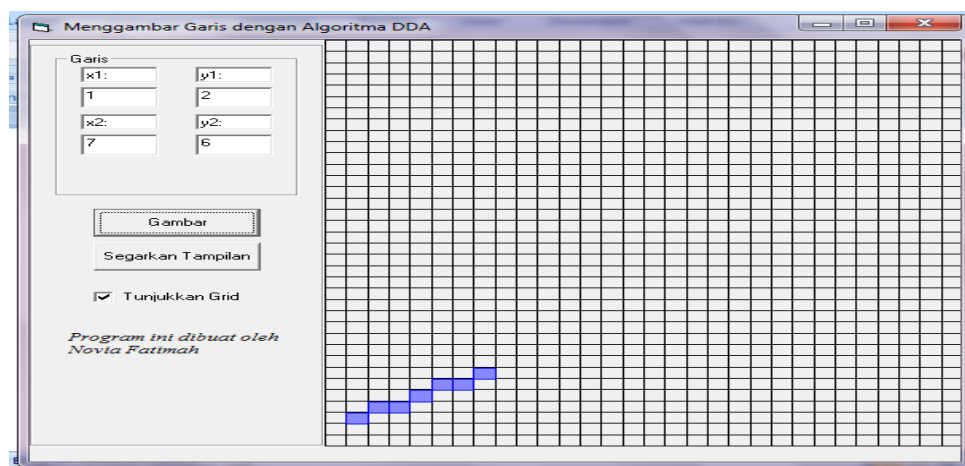 Menggambar Garis dengan Algoritma DDA
Garis
x1: y1:
1 2
x2: y2:
7 6
Gambar
Segarkan Tampilan
Tunjukkan Grid
Program ini dibuat oleh
Novia Fatimah